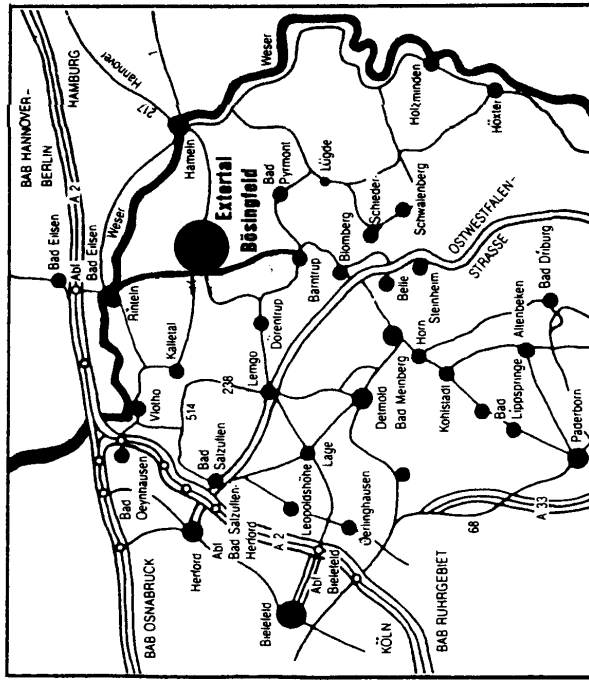 BAB HANNOVER-
BERLIN
HAMBURG
Hannover
1
217
A 2
Bad Eilsen
Abf
Bad Eilsen
Weser
Weser
Rinteln
Hameln
Extertal
Bösingfeld
Kalletal
Vlotho
514
238
Lemgo
Dörentrup
Barntrup
Bad
Pyrmont
Lügde
Blomberg
Schieder
Schwalenberg
Holzminden
Höxter
Belle
Steinheim
OSTWESTFALEN-
STRASSE
Bad
Oeynhausen
Bad
Salzuflen
Herford
Abf
Bad Salzuflen-
Herford
A 2
BAB OSNABRUCK
Lage
Leopoldshöhe
Oerlinghausen
Detmold
Bad Mernberg
Horn
Kohlstadt
Bad
Lippspringe
Altenbeken
Bad Driburg
Paderborn
Bielefeld
Abf
Bielefeld
KÖLN
BAB RUHRGEBIET
68
A 33